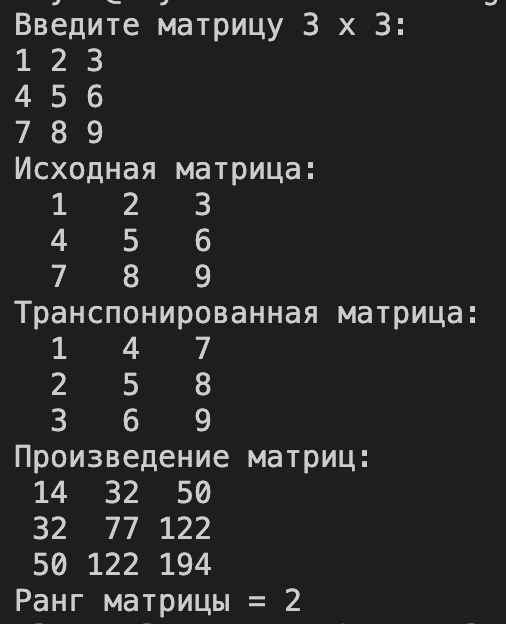 Введите матрицу 3 x 3:
1 2 3
4 5 6
7 8 9
Исходная матрица:
1 2 3
4 5 6
7 8 9
Транспонированная матрица:
1 4 7
2 5 8
3 6 9
Произведение матриц:
14 32 50
32 77 122
50 122 194
Ранг матрицы = 2